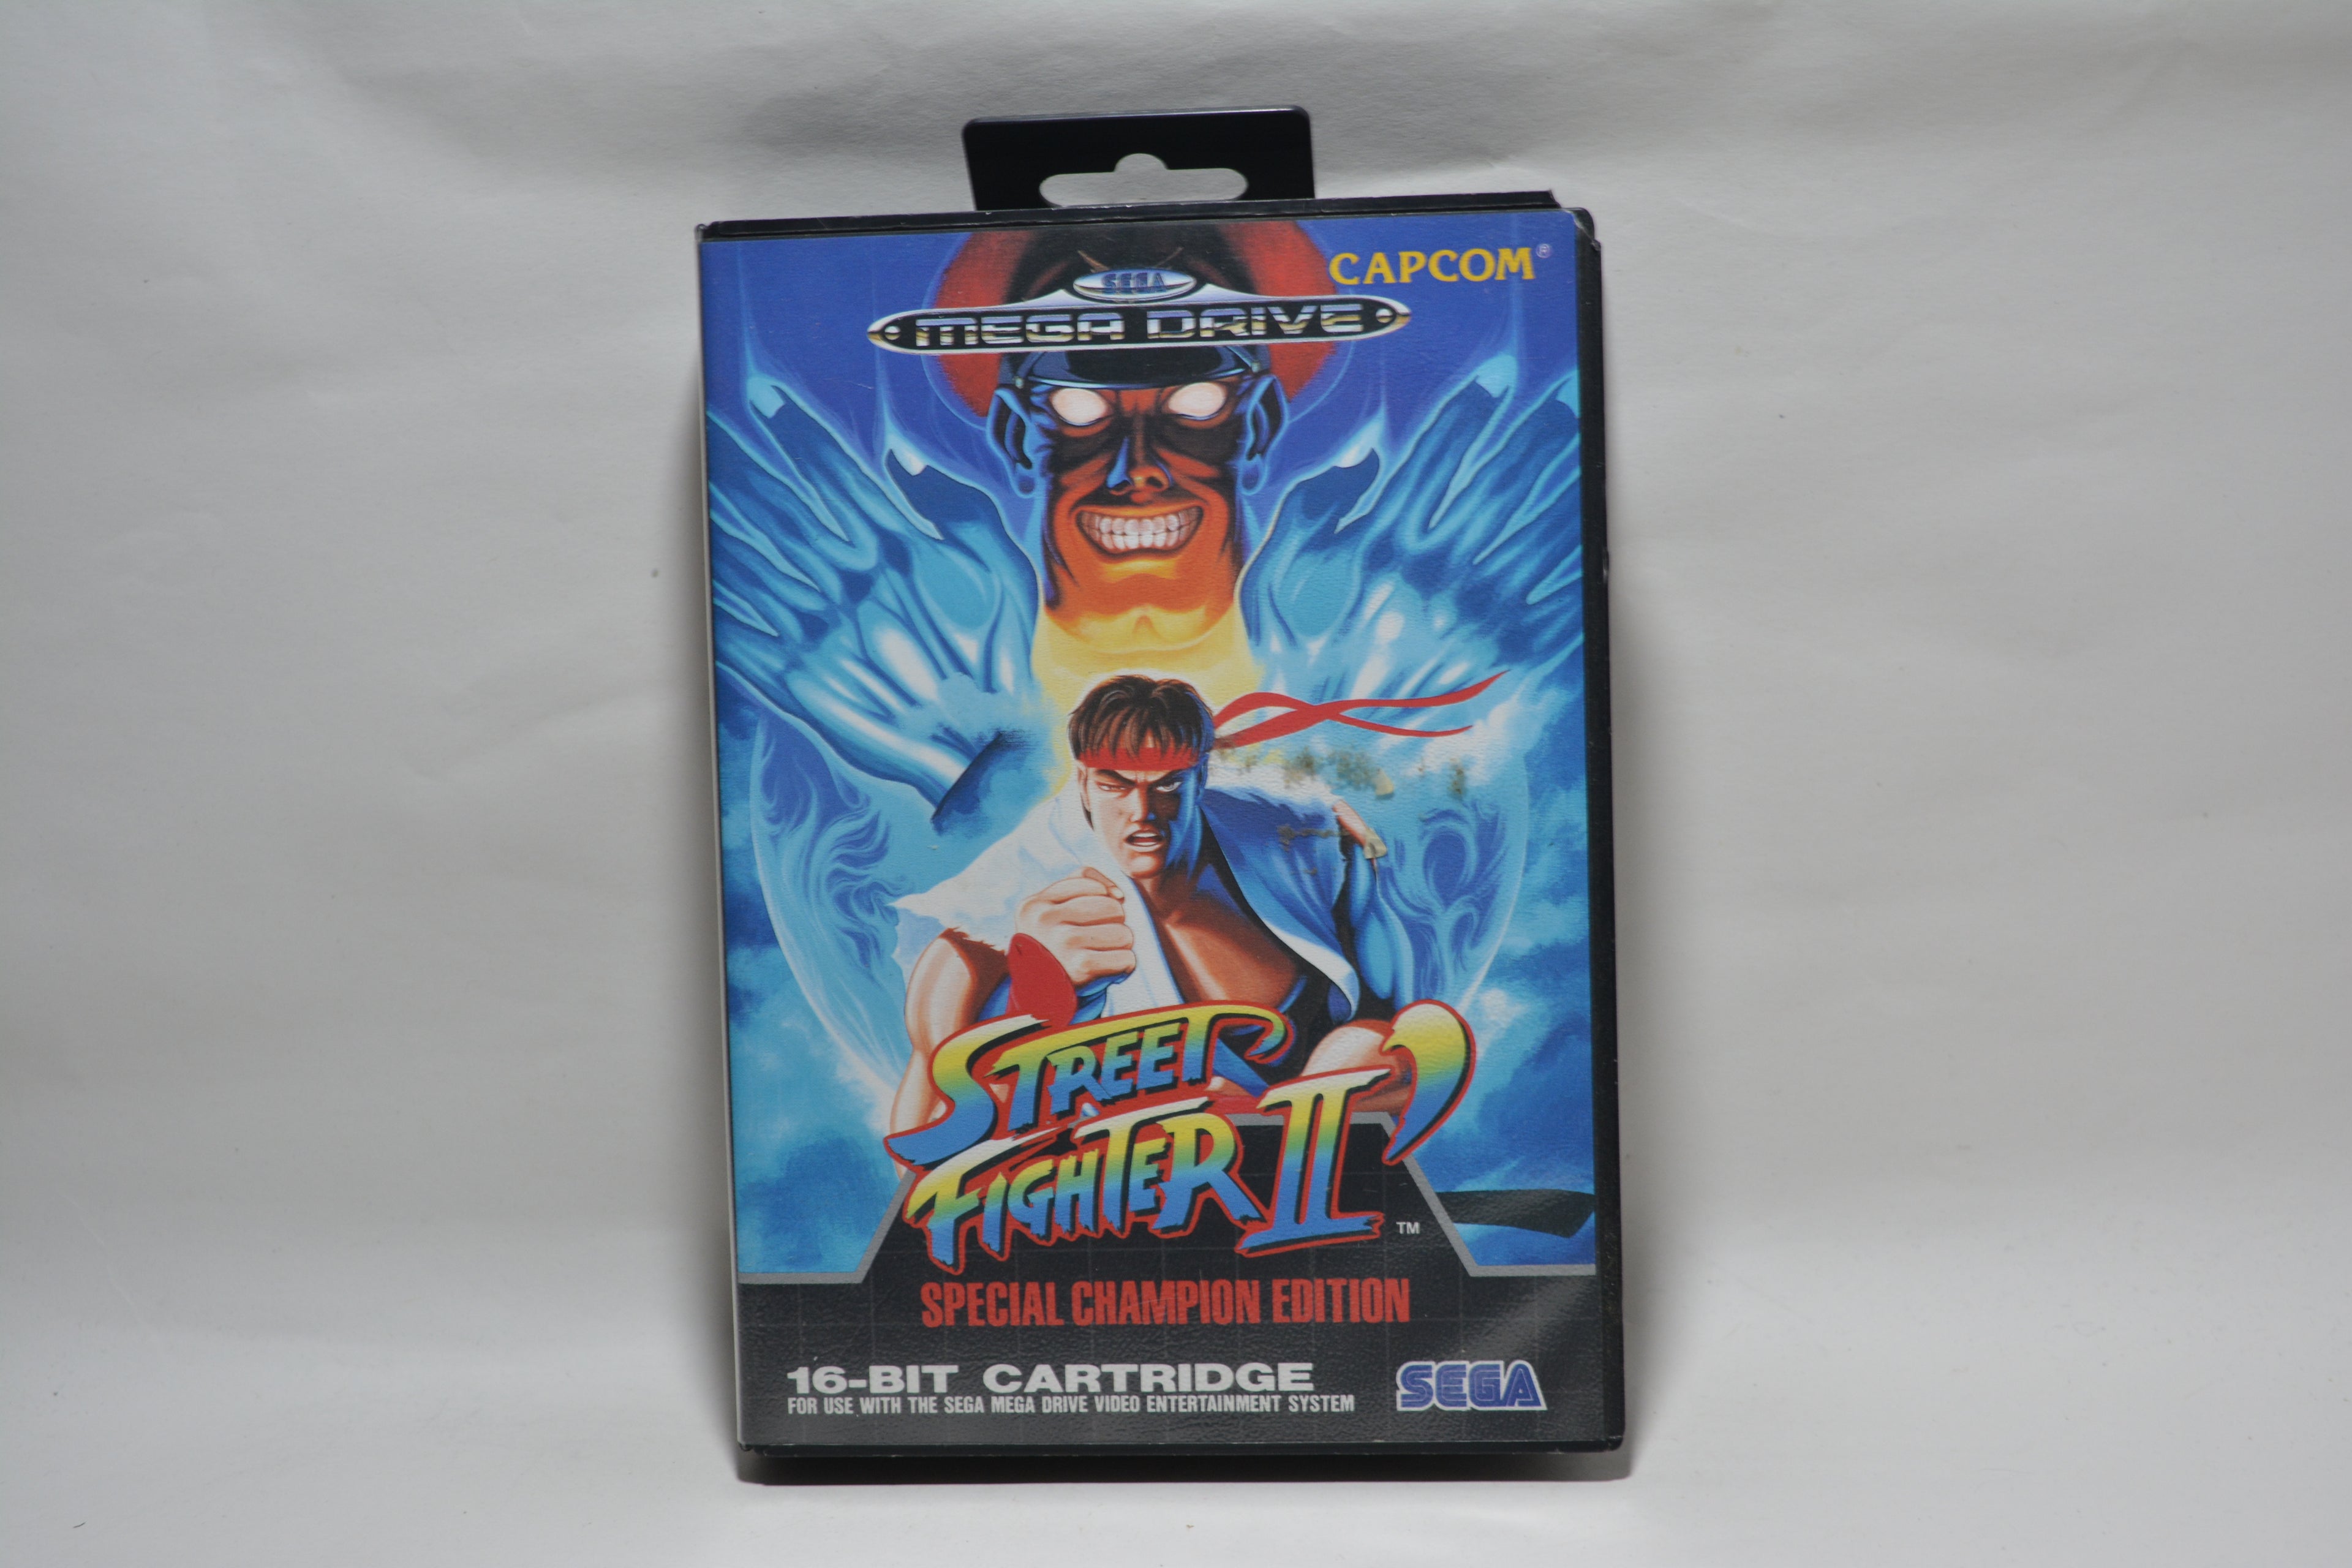 CAPCOM®
SEGA
MEGA DRIVE
STREET
FIGHTER II' ™
SPECIAL CHAMPION EDITION
16-BIT CARTRIDGE
FOR USE WITH THE SEGA MEGA DRIVE VIDEO ENTERTAINMENT SYSTEM
SEGA